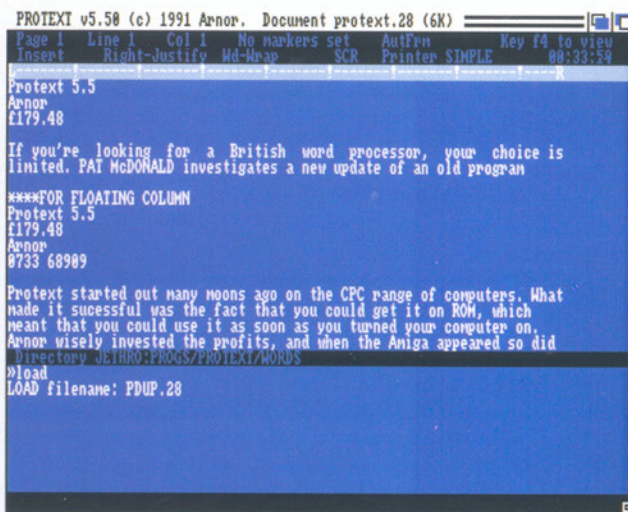 PROTEXT v5.50 (c) 1991 Arnor. Document protext.28 (6K)
Page 1 Line 1 Col 1 No markers set AutFrm Key f4 to view
Insert Right-Justify Wd-Wrap SCR Printer SIMPLE 00:33:59
Protext 5.5
Arnor
£179.48
If you're looking for a British word processor, your choice is
limited. PAT McDONALD investigates a new update of an old program
****FOR FLOATING COLUMN
Protext 5.5
£179.48
Arnor
0733 68909
Protext started out many moons ago on the CPC range of computers. What
made it sucessful was the fact that you could get it on ROM, which
meant that you could use it as soon as you turned your computer on.
Arnor wisely invested the profits, and when the Amiga appeared so did
Directory JETHRO:PROGS/PROTEXT/WORDS
»load
LOAD filename: PDUP.28